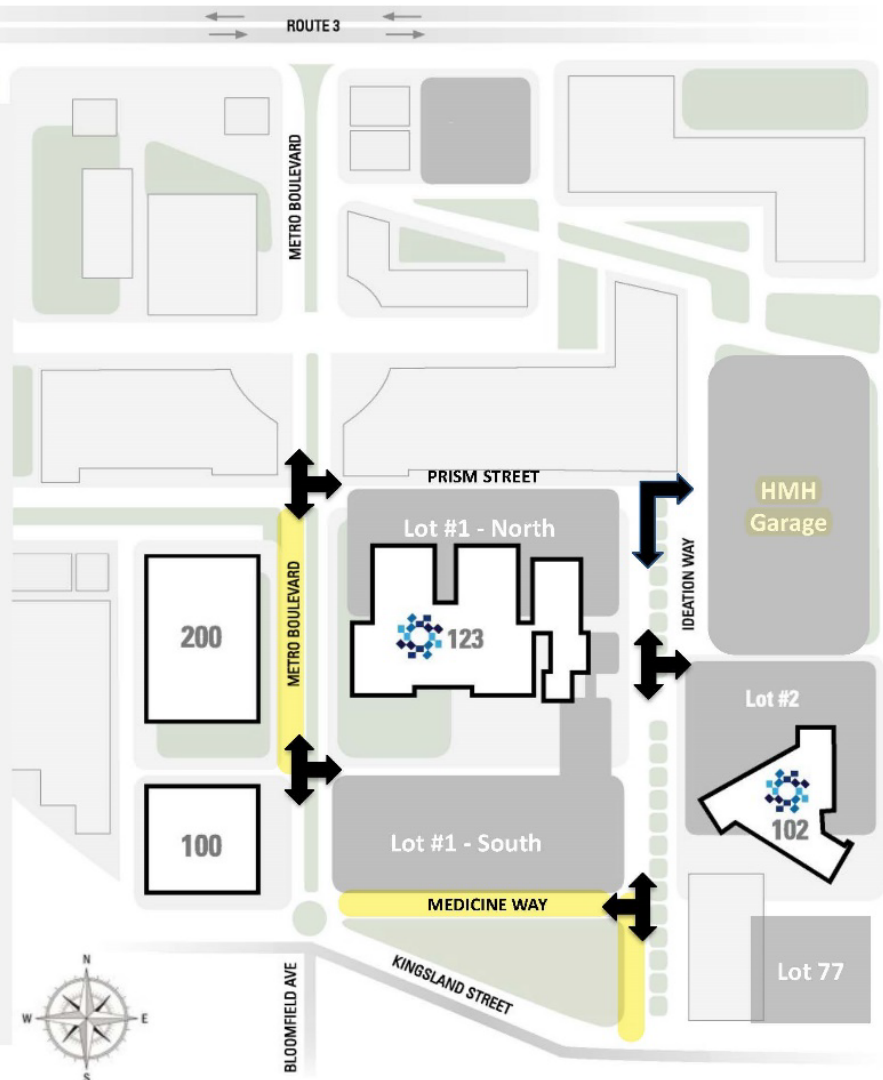 ROUTE 3
METRO BOULEVARD
PRISM STREET
HMH
Garage
Lot #1 - North
IDEATION WAY
METRO BOULEVARD
200
123
Lot #2
102
100
Lot #1 - South
MEDICINE WAY
KINGSLAND STREET
BLOOMFIELD AVE
Lot 77
N
W
E
S